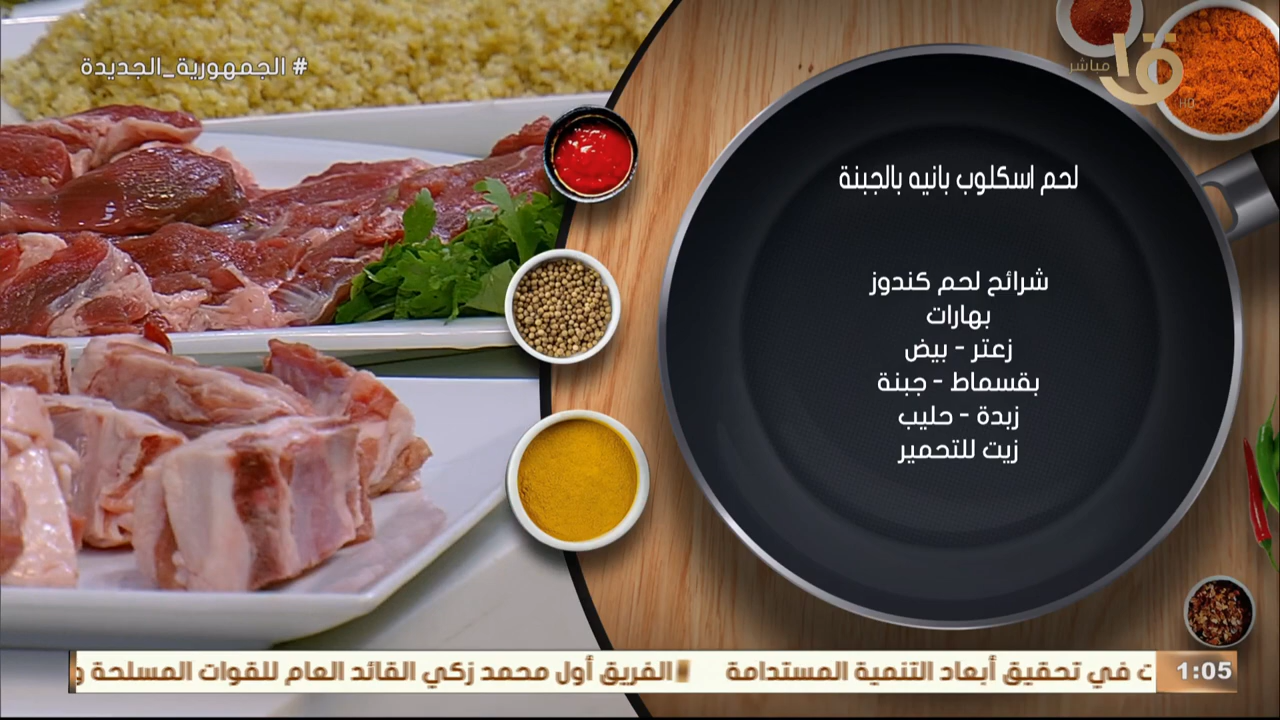 # الجمهورية_الجديدة
مباشر
HD
لحم اسكلوب بانيه بالجبنة
شرائح لحم كندوز
بهارات
زعتر - بيض
بقسماط - جبنة
زبدة - حليب
زيت للتحمير
1:05
ت في تحقيق أبعاد التنمية المستدامة
الفريق أول محمد زكي القائد العام للقوات المسلحة و